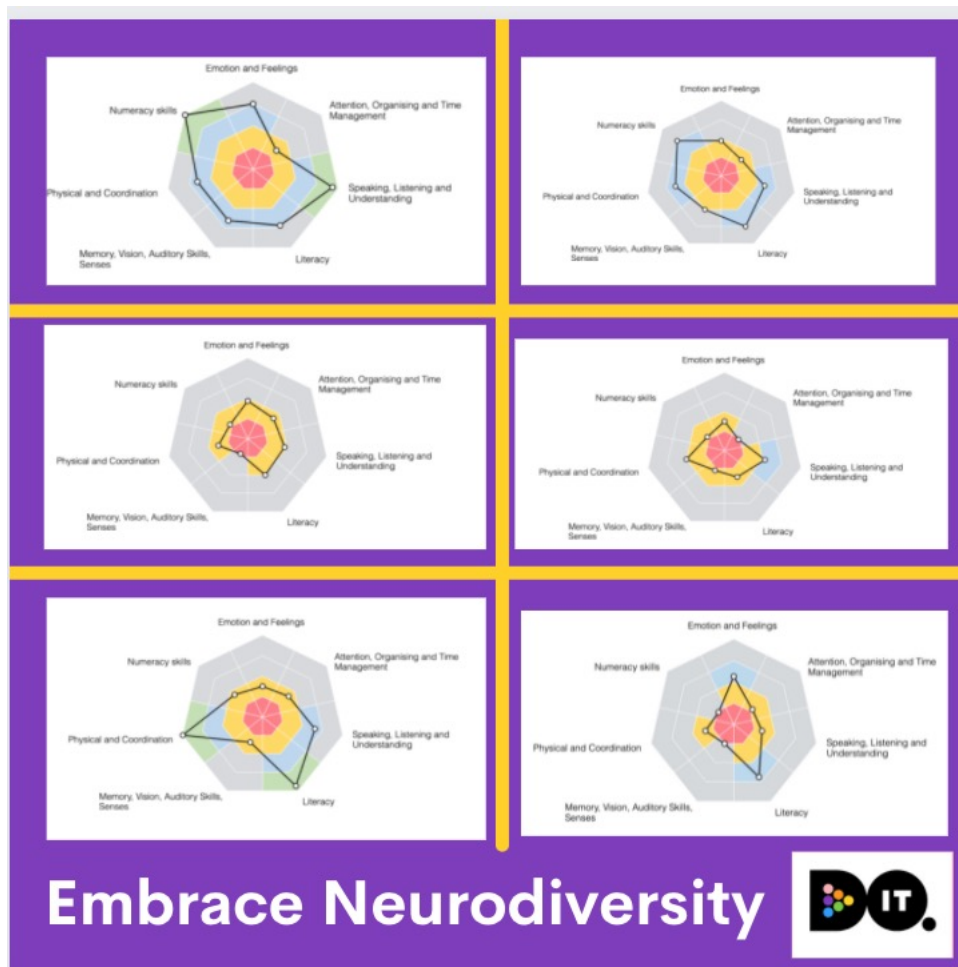 Emotion and Feelings
Numeracy skills
Attention, Organising and Time
Management
Physical and Coordination
Speaking, Listening and
Understanding
Memory, Vision, Auditory Skills,
Senses
Literacy
Emotion and Feelings
Numeracy skills
Attention, Organising and Time
Management
Physical and Coordination
Speaking, Listening and
Understanding
Memory, Vision, Auditory Skills,
Senses
Literacy
Emotion and Feelings
Numeracy skills
Attention, Organising and Time
Management
Physical and Coordination
Speaking, Listening and
Understanding
Memory, Vision, Auditory Skills,
Senses
Literacy
Emotion and Feelings
Numeracy skills
Attention, Organising and Time
Management
Physical and Coordination
Speaking, Listening and
Understanding
Memory, Vision, Auditory Skills,
Senses
Literacy
Emotion and Feelings
Numeracy skills
Attention, Organising and Time
Management
Physical and Coordination
Speaking, Listening and
Understanding
Memory, Vision, Auditory Skills,
Senses
Literacy
Emotion and Feelings
Numeracy skills
Attention, Organising and Time
Management
Physical and Coordination
Speaking, Listening and
Understanding
Memory, Vision, Auditory Skills,
Senses
Literacy
Embrace Neurodiversity
DO IT.